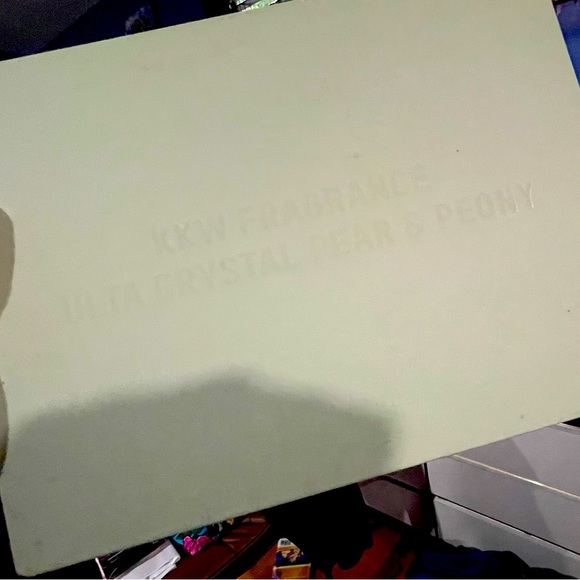 KKW FRAGRANCE
ULTA CRYSTAL PEAR & PEONY